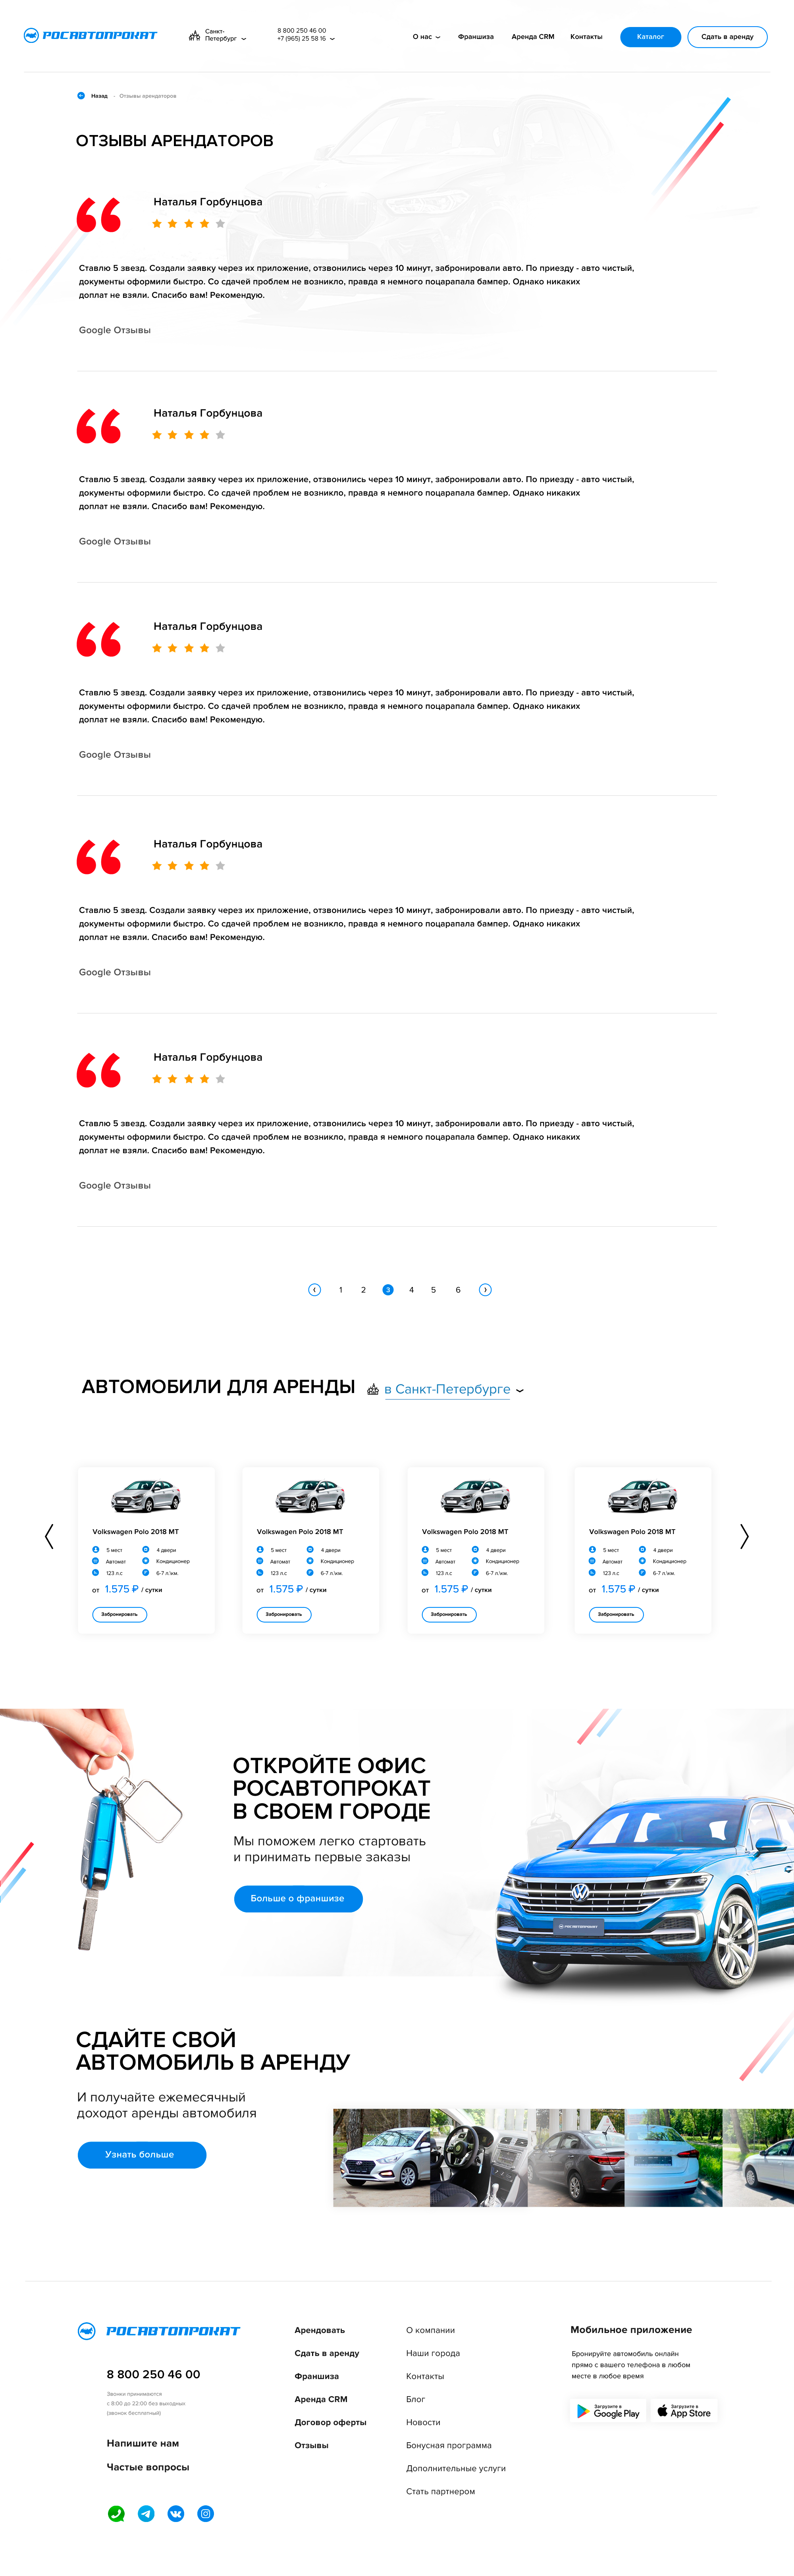 РОСАВТОПРОКАТ
Санкт-
Петербург
8 800 250 46 00
+7 (965) 25 58 16
О нас
Франшиза
Аренда CRM
Контакты
Каталог
Сдать в аренду
Назад - Отзывы арендаторов
ОТЗЫВЫ АРЕНДАТОРОВ
Наталья Горбунцова
Ставлю 5 звезд. Создали заявку через их приложение, отзвонились через 10 минут, забронировали авто. По приезду - авто чистый,
документы оформили быстро. Со сдачей проблем не возникло, правда я немного поцарапала бампер. Однако никаких
доплат не взяли. Спасибо вам! Рекомендую.
Google Отзывы
Наталья Горбунцова
Ставлю 5 звезд. Создали заявку через их приложение, отзвонились через 10 минут, забронировали авто. По приезду - авто чистый,
документы оформили быстро. Со сдачей проблем не возникло, правда я немного поцарапала бампер. Однако никаких
доплат не взяли. Спасибо вам! Рекомендую.
Google Отзывы
Наталья Горбунцова
Ставлю 5 звезд. Создали заявку через их приложение, отзвонились через 10 минут, забронировали авто. По приезду - авто чистый,
документы оформили быстро. Со сдачей проблем не возникло, правда я немного поцарапала бампер. Однако никаких
доплат не взяли. Спасибо вам! Рекомендую.
Google Отзывы
Наталья Горбунцова
Ставлю 5 звезд. Создали заявку через их приложение, отзвонились через 10 минут, забронировали авто. По приезду - авто чистый,
документы оформили быстро. Со сдачей проблем не возникло, правда я немного поцарапала бампер. Однако никаких
доплат не взяли. Спасибо вам! Рекомендую.
Google Отзывы
Наталья Горбунцова
Ставлю 5 звезд. Создали заявку через их приложение, отзвонились через 10 минут, забронировали авто. По приезду - авто чистый,
документы оформили быстро. Со сдачей проблем не возникло, правда я немного поцарапала бампер. Однако никаких
доплат не взяли. Спасибо вам! Рекомендую.
Google Отзывы
1 2 3 4 5 6
АВТОМОБИЛИ ДЛЯ АРЕНДЫ в Санкт-Петербурге
Volkswagen Polo 2018 МТ
5 мест 4 двери
Автомат Кондиционер
123 л.с 6-7 л.\км.
от 1.575 ₽ / сутки
Забронировать
Volkswagen Polo 2018 МТ
5 мест 4 двери
Автомат Кондиционер
123 л.с 6-7 л.\км.
от 1.575 ₽ / сутки
Забронировать
Volkswagen Polo 2018 МТ
5 мест 4 двери
Автомат Кондиционер
123 л.с 6-7 л.\км.
от 1.575 ₽ / сутки
Забронировать
Volkswagen Polo 2018 МТ
5 мест 4 двери
Автомат Кондиционер
123 л.с 6-7 л.\км.
от 1.575 ₽ / сутки
Забронировать
ОТКРОЙТЕ ОФИС
РОСАВТОПРОКАТ
В СВОЕМ ГОРОДЕ
Мы поможем легко стартовать
и принимать первые заказы
Больше о франшизе
РОСАВТОПРОКАТ
СДАЙТЕ СВОЙ
АВТОМОБИЛЬ В АРЕНДУ
И получайте ежемесячный
доходот аренды автомобиля
Узнать больше
РОСАВТОПРОКАТ
8 800 250 46 00
Звонки принимаются
с 8:00 до 22:00 без выходных
(звонок бесплатный)
Напишите нам
Частые вопросы
Арендовать
Сдать в аренду
Франшиза
Аренда CRM
Договор оферты
Отзывы
О компании
Наши города
Контакты
Блог
Новости
Бонусная программа
Дополнительные услуги
Стать партнером
Мобильное приложение
Бронируйте автомобиль онлайн
прямо с вашего телефона в любом
месте в любое время
Загрузите в
Google Play
Загрузите в
App Store